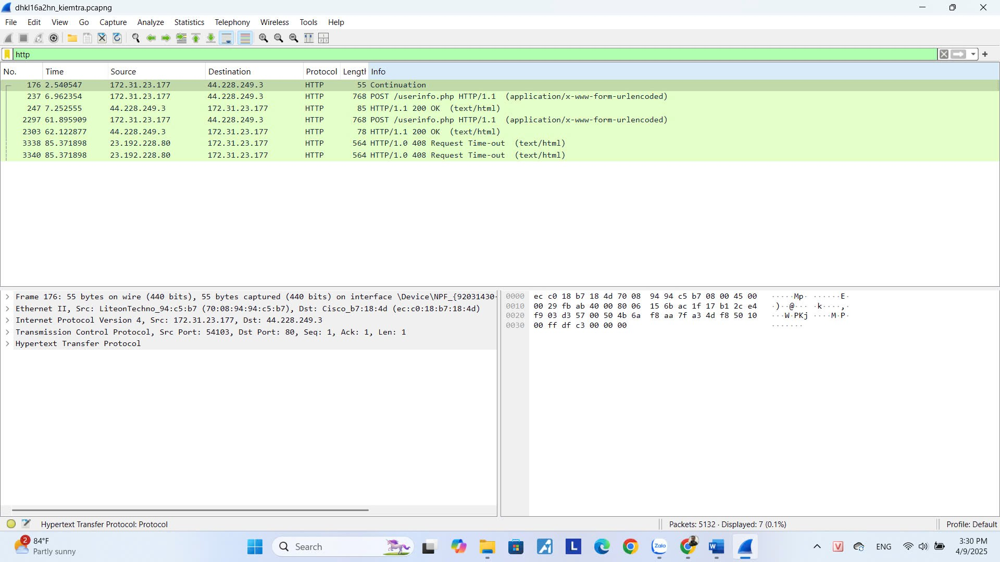 dhkl16a2hn_kiemtra.pcapng
File Edit View Go Capture Analyze Statistics Telephony Wireless Tools Help
http
No. Time Source Destination Protocol Length Info
176 2.540547 172.31.23.177 44.228.249.3 HTTP 55 Continuation
237 6.962354 172.31.23.177 44.228.249.3 HTTP 768 POST /userinfo.php HTTP/1.1 (application/x-www-form-urlencoded)
247 7.252555 44.228.249.3 172.31.23.177 HTTP 85 HTTP/1.1 200 OK (text/html)
2297 61.895909 172.31.23.177 44.228.249.3 HTTP 768 POST /userinfo.php HTTP/1.1 (application/x-www-form-urlencoded)
2303 62.122877 44.228.249.3 172.31.23.177 HTTP 78 HTTP/1.1 200 OK (text/html)
3338 85.371898 23.192.228.80 172.31.23.177 HTTP 564 HTTP/1.0 408 Request Time-out (text/html)
3340 85.371898 23.192.228.80 172.31.23.177 HTTP 564 HTTP/1.0 408 Request Time-out (text/html)
Frame 176: 55 bytes on wire (440 bits), 55 bytes captured (440 bits) on interface \Device\NPF_{92031430-
Ethernet II, Src: LiteonTechno_94:c5:b7 (70:08:94:94:c5:b7), Dst: Cisco_b7:18:4d (ec:c0:18:b7:18:4d)
Internet Protocol Version 4, Src: 172.31.23.177, Dst: 44.228.249.3
Transmission Control Protocol, Src Port: 54103, Dst Port: 80, Seq: 1, Ack: 1, Len: 1
Hypertext Transfer Protocol
0000 ec c0 18 b7 18 4d 70 08 94 94 c5 b7 08 00 45 00 ·····Mp· ······E·
0010 00 29 fb ab 40 00 80 06 15 6b ac 1f 17 b1 2c e4 ·)··@··· ·k····,·
0020 f9 03 d3 57 00 50 4b 6a f8 aa 7f a3 4d f8 50 10 ···W·PKj ····M·P·
0030 00 ff df c3 00 00 00 ·······
Hypertext Transfer Protocol: Protocol
Packets: 5132 · Displayed: 7 (0.1%)
Profile: Default
2
84°F
Partly sunny
Search
L
Zalo
W
V
ENG
3:30 PM
4/9/2025